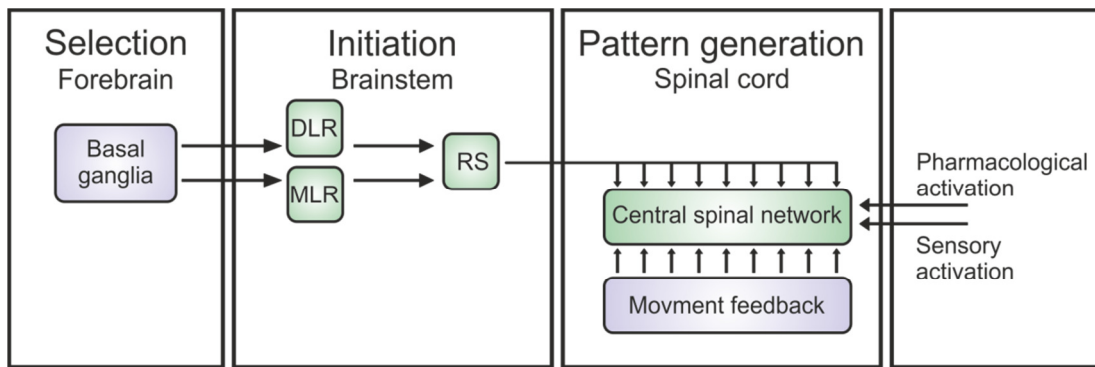 Selection
Forebrain
Basal
ganglia
Initiation
Brainstem
DLR
MLR
RS
Pattern generation
Spinal cord
Central spinal network
Movment feedback
Pharmacological
activation
Sensory
activation